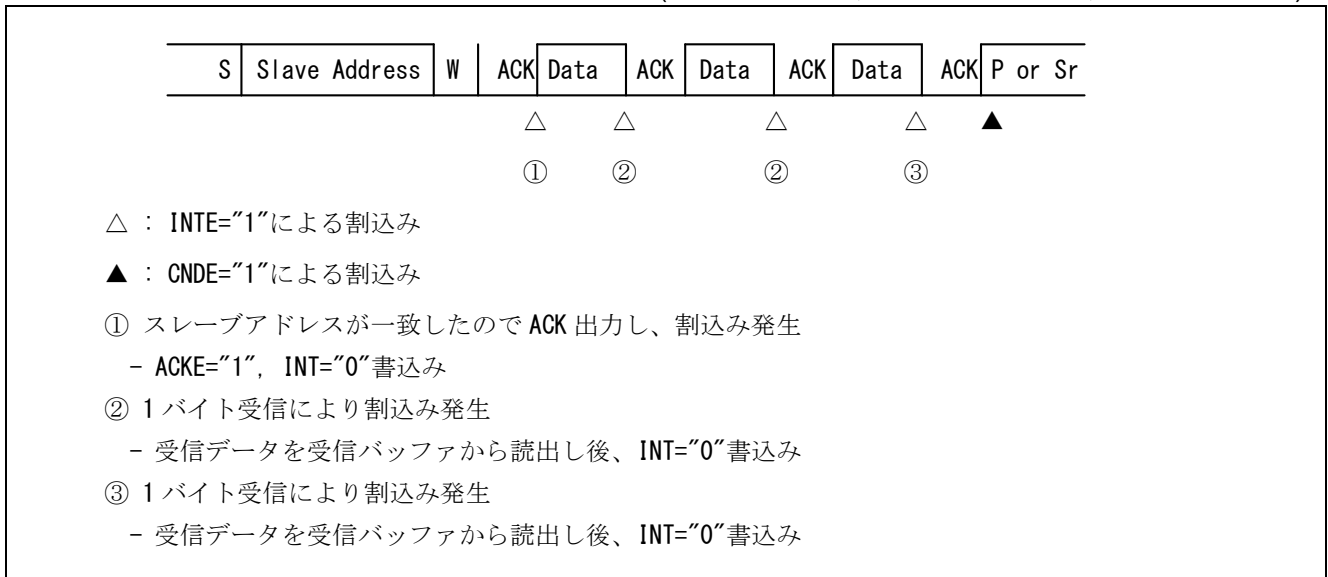 S Slave Address W ACK Data ACK Data ACK Data ACK P or Sr
△ △ △ △ ▲
① ② ② ③
△ : INTE="1"による割込み
▲ : CNDE="1"による割込み
① スレーブアドレスが一致したので ACK 出力し、割込み発生
- ACKE="1", INT="0"書込み
② 1 バイト受信により割込み発生
- 受信データを受信バッファから読出し後、INT="0"書込み
③ 1 バイト受信により割込み発生
- 受信データを受信バッファから読出し後、INT="0"書込み